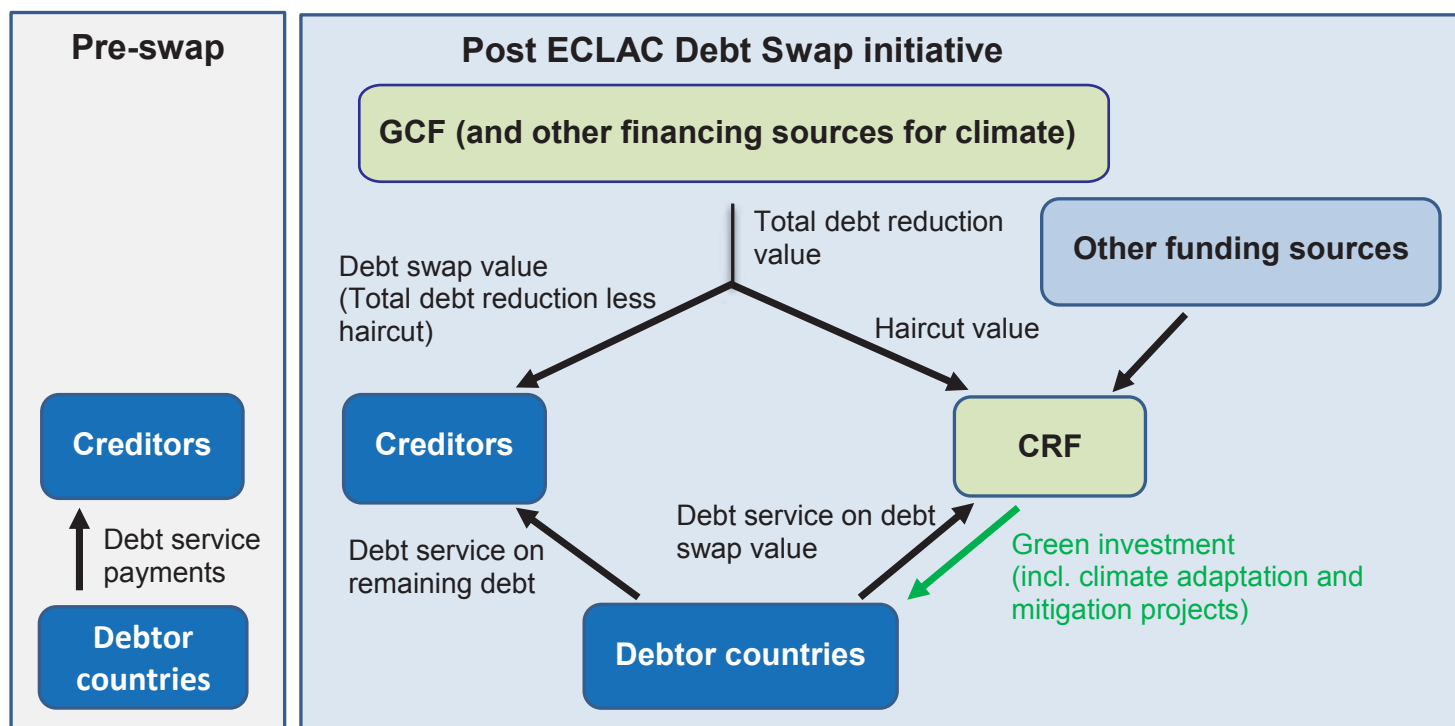 Pre-swap
Creditors
Debt service
payments
Debtor
countries
Post ECLAC Debt Swap initiative
GCF (and other financing sources for climate)
Total debt reduction
value
Other funding sources
Debt swap value
(Total debt reduction less
haircut)
Haircut value
Creditors
CRF
Debt service on
remaining debt
Debt service on debt
swap value
Green investment
(incl. climate adaptation and
mitigation projects)
Debtor countries